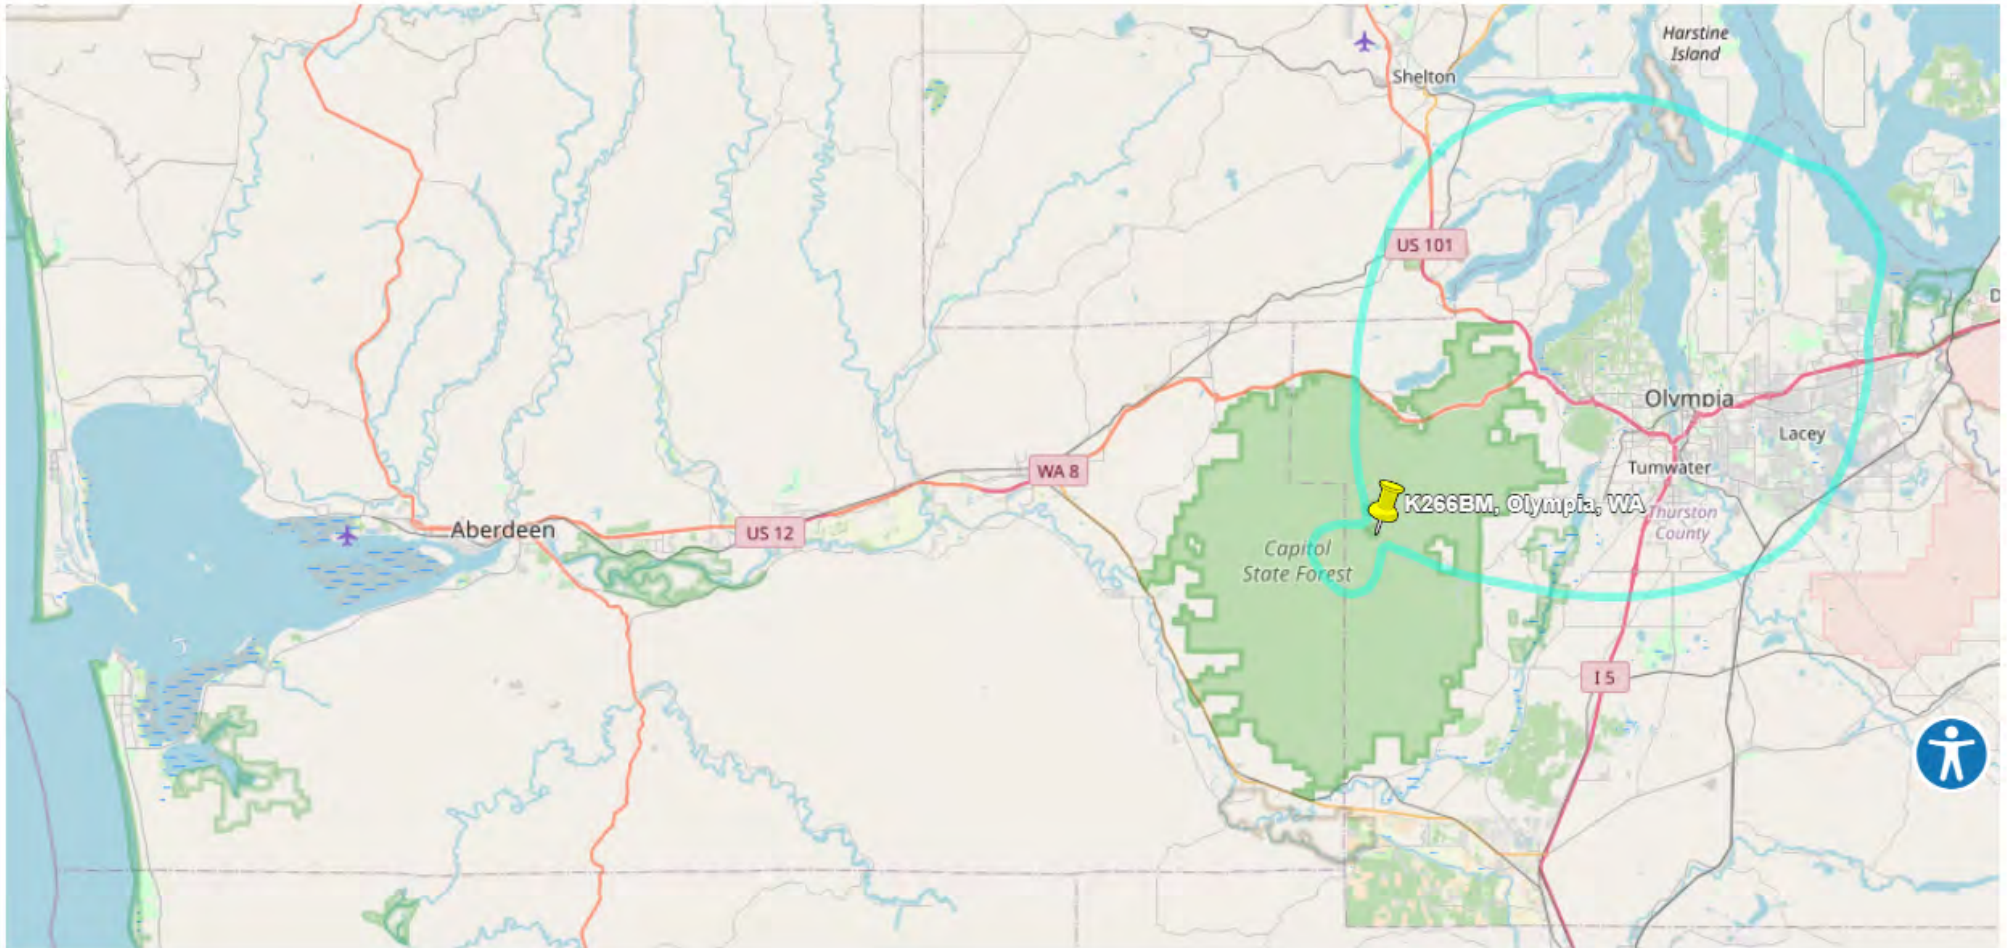 Harstine
Island
Shelton
US 101
Olympia
Lacey
WA 8
Tumwater
K266BM, Olympia, WA
Thurston
County
Aberdeen
US 12
Capitol
State Forest
I 5
D